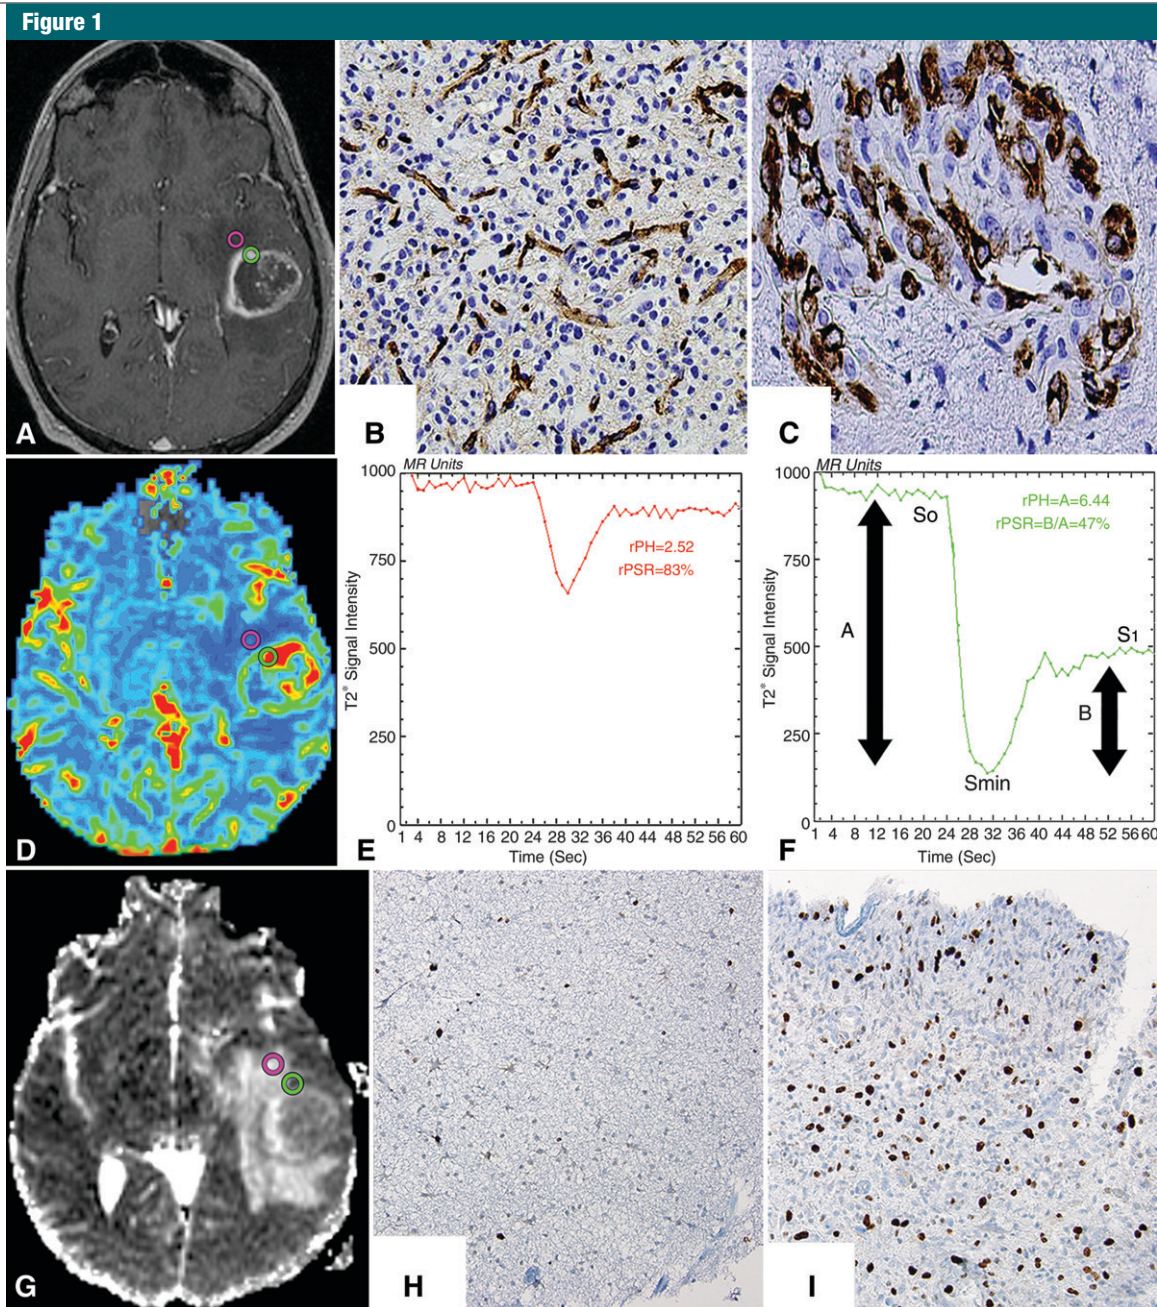 Figure 1
A
B
C
D
MR Units
1000
750
500
250
0
T2* Signal Intensity
rPH=2.52
rPSR=83%
1 4 8 12 16 20 24 28 32 36 40 44 48 52 56 60
Time (Sec)
E
MR Units
1000
750
500
250
0
T2* Signal Intensity
So
rPH=A=6.44
rPSR=B/A=47%
A
S1
B
Smin
1 4 8 12 16 20 24 28 32 36 40 44 48 52 56 60
Time (Sec)
F
G
H
I